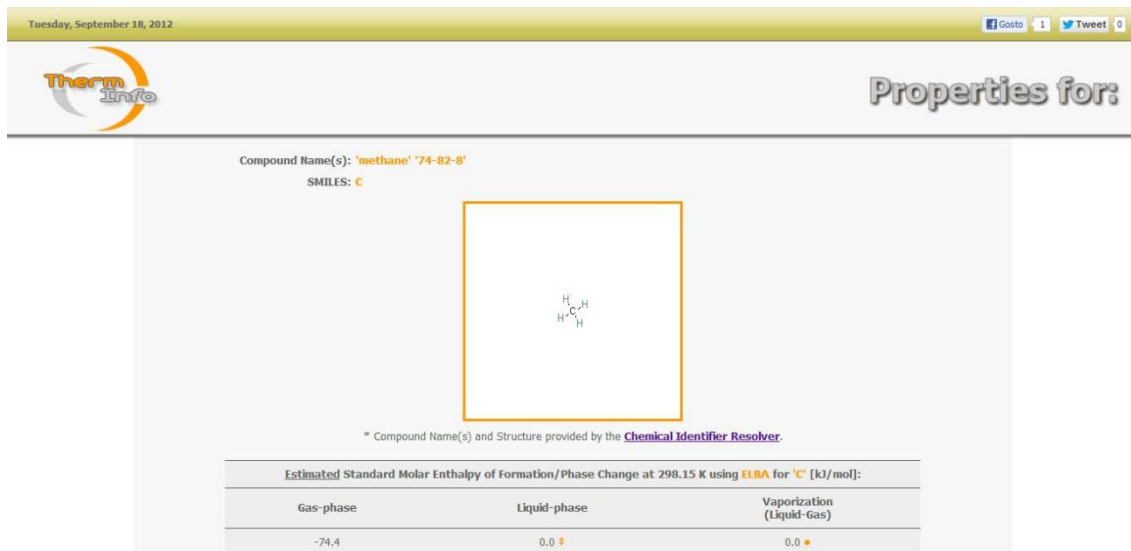 Tuesday, September 18, 2012
Gosto 1 Tweet 0
Therm
Info
Properties for:
Compound Name(s): 'methane' '74-82-8'
SMILES: C
H
H
C
H
H
* Compound Name(s) and Structure provided by the Chemical Identifier Resolver.
Estimated Standard Molar Enthalpy of Formation/Phase Change at 298.15 K using ELBA for 'C' [kJ/mol]:
Gas-phase Liquid-phase Vaporization
(Liquid-Gas)
-74.4 0.0 ‡ 0.0 ●